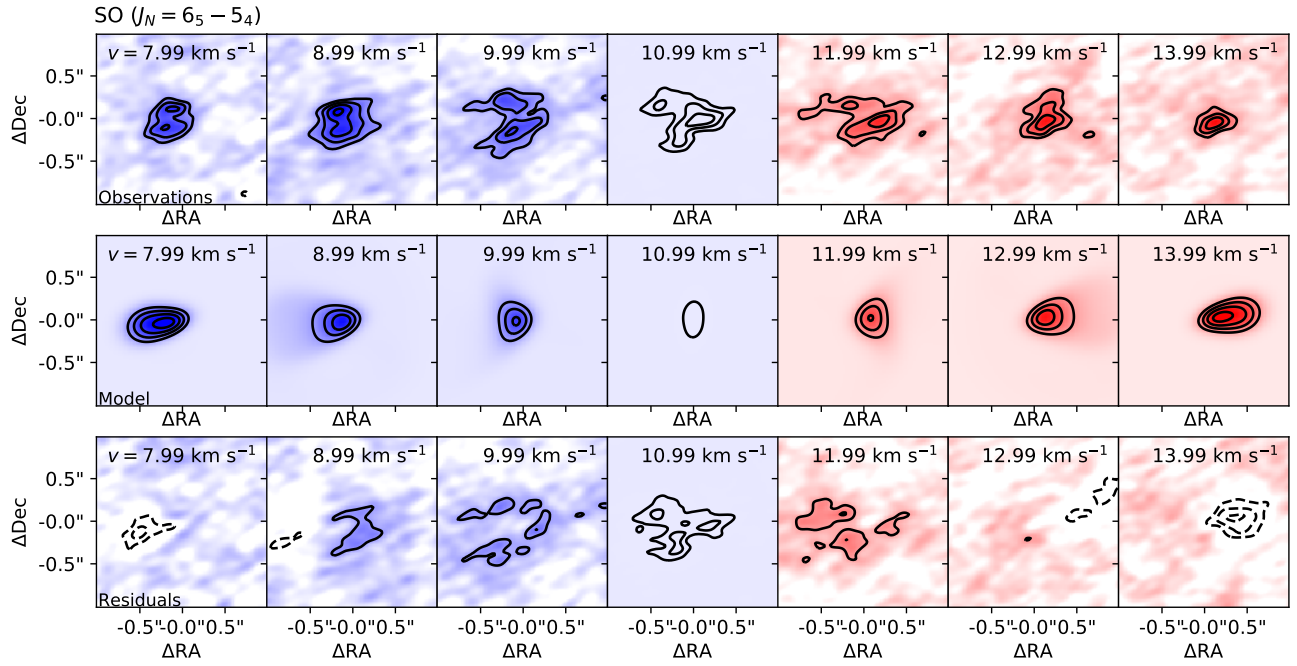 SO (J_N = 6_5 − 5_4)
0.5"
-0.0"
-0.5"
ΔDec
v = 7.99 km s⁻¹
8.99 km s⁻¹
9.99 km s⁻¹
10.99 km s⁻¹
11.99 km s⁻¹
12.99 km s⁻¹
13.99 km s⁻¹
Observations
ΔRA
ΔRA
ΔRA
ΔRA
ΔRA
ΔRA
ΔRA
0.5"
-0.0"
-0.5"
ΔDec
v = 7.99 km s⁻¹
8.99 km s⁻¹
9.99 km s⁻¹
10.99 km s⁻¹
11.99 km s⁻¹
12.99 km s⁻¹
13.99 km s⁻¹
Model
ΔRA
ΔRA
ΔRA
ΔRA
ΔRA
ΔRA
ΔRA
0.5"
-0.0"
-0.5"
ΔDec
v = 7.99 km s⁻¹
8.99 km s⁻¹
9.99 km s⁻¹
10.99 km s⁻¹
11.99 km s⁻¹
12.99 km s⁻¹
13.99 km s⁻¹
Residuals
-0.5"-0.0"0.5"
-0.5"-0.0"0.5"
-0.5"-0.0"0.5"
-0.5"-0.0"0.5"
-0.5"-0.0"0.5"
-0.5"-0.0"0.5"
-0.5"-0.0"0.5"
ΔRA
ΔRA
ΔRA
ΔRA
ΔRA
ΔRA
ΔRA